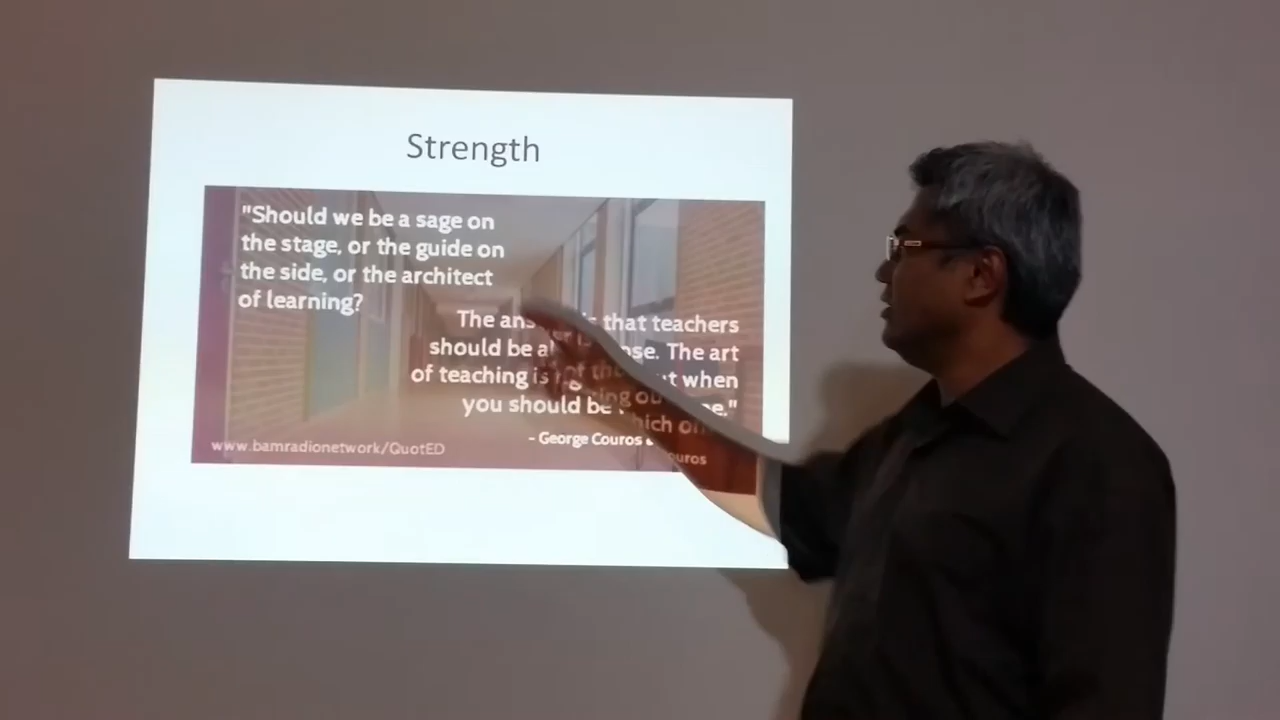 Strength
"Should we be a sage on
the stage, or the guide on
the side, or the architect
of learning?
The that teachers
should be The art
of teaching is when
you should be
- George Couros
www.bamradionetwork/QuotED